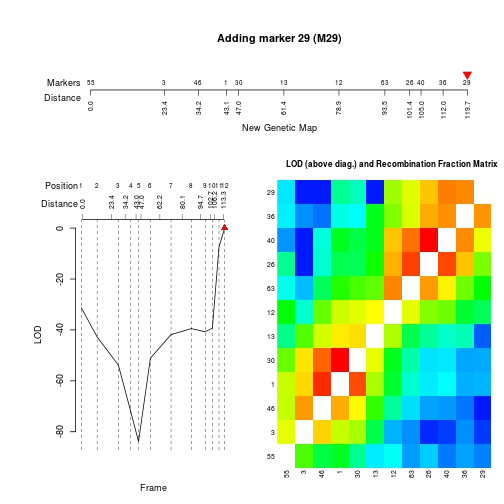 Adding marker 29 (M29)
Markers 55 3 46 1 30 13 12 63 26 40 36 29
Distance
0.0 23.4 34.2 43.1 47.0 61.4 78.9 93.5 101.4 105.0 112.0 119.7
New Genetic Map
LOD (above diag.) and Recombination Fraction Matrix
Position 1 2 3 4 5 6 7 8 9 10 11 12
Distance 0.0 23.4 34.2 43.0 47.0 62.2 80.1 94.7 113.3
LOD
0
-20
-40
-60
-80
Frame
29
36
40
26
63
12
13
30
1
46
3
55
55 3 46 1 30 13 12 63 26 40 36 29